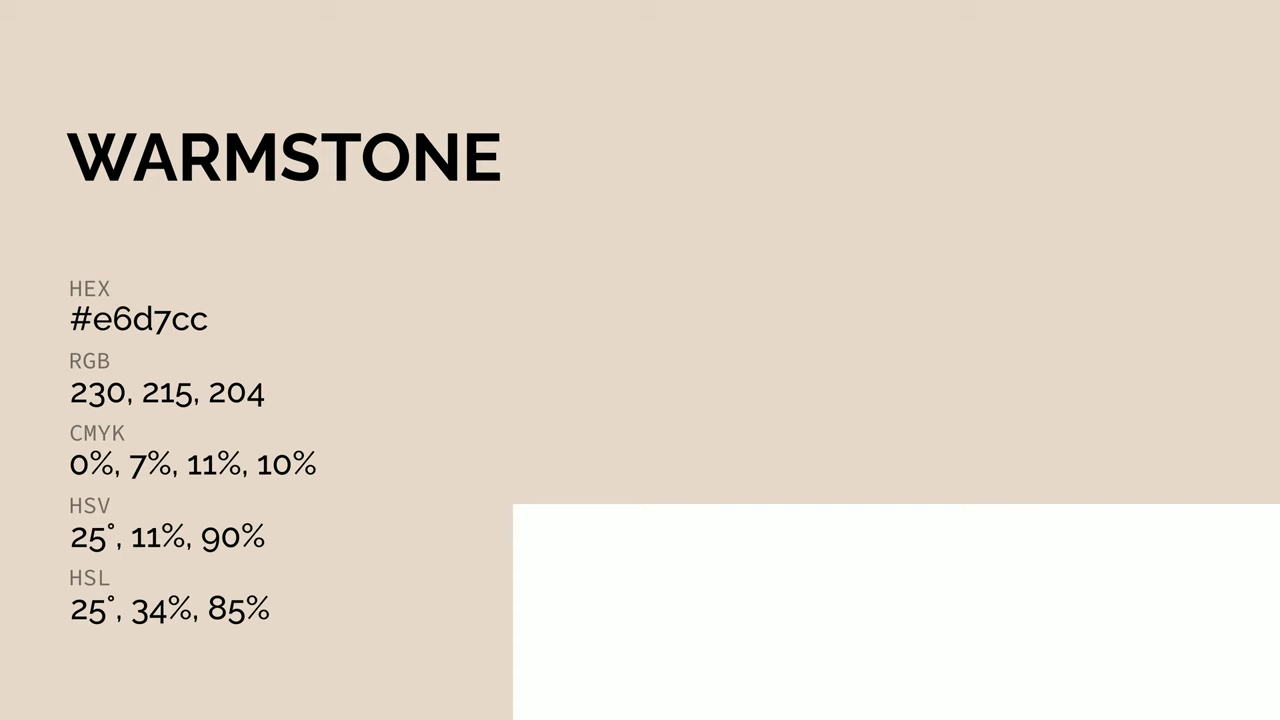 WARMSTONE
HEX
#e6d7cc
RGB
230, 215, 204
CMYK
0%, 7%, 11%, 10%
HSV
25°, 11%, 90%
HSL
25°, 34%, 85%